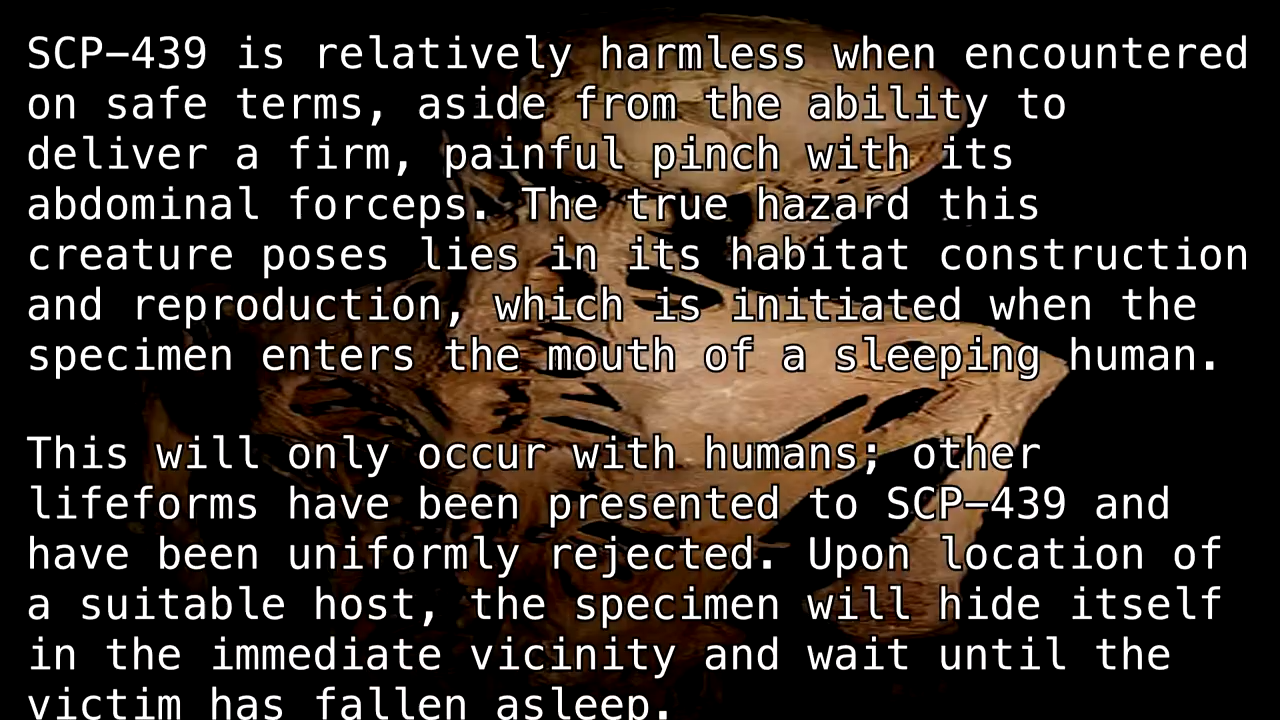 SCP-439 is relatively harmless when encountered
on safe terms, aside from the ability to
deliver a firm, painful pinch with its
abdominal forceps. The true hazard this
creature poses lies in its habitat construction
and reproduction, which is initiated when the
specimen enters the mouth of a sleeping human.
This will only occur with humans; other
lifeforms have been presented to SCP-439 and
have been uniformly rejected. Upon location of
a suitable host, the specimen will hide itself
in the immediate vicinity and wait until the
victim has fallen asleep.